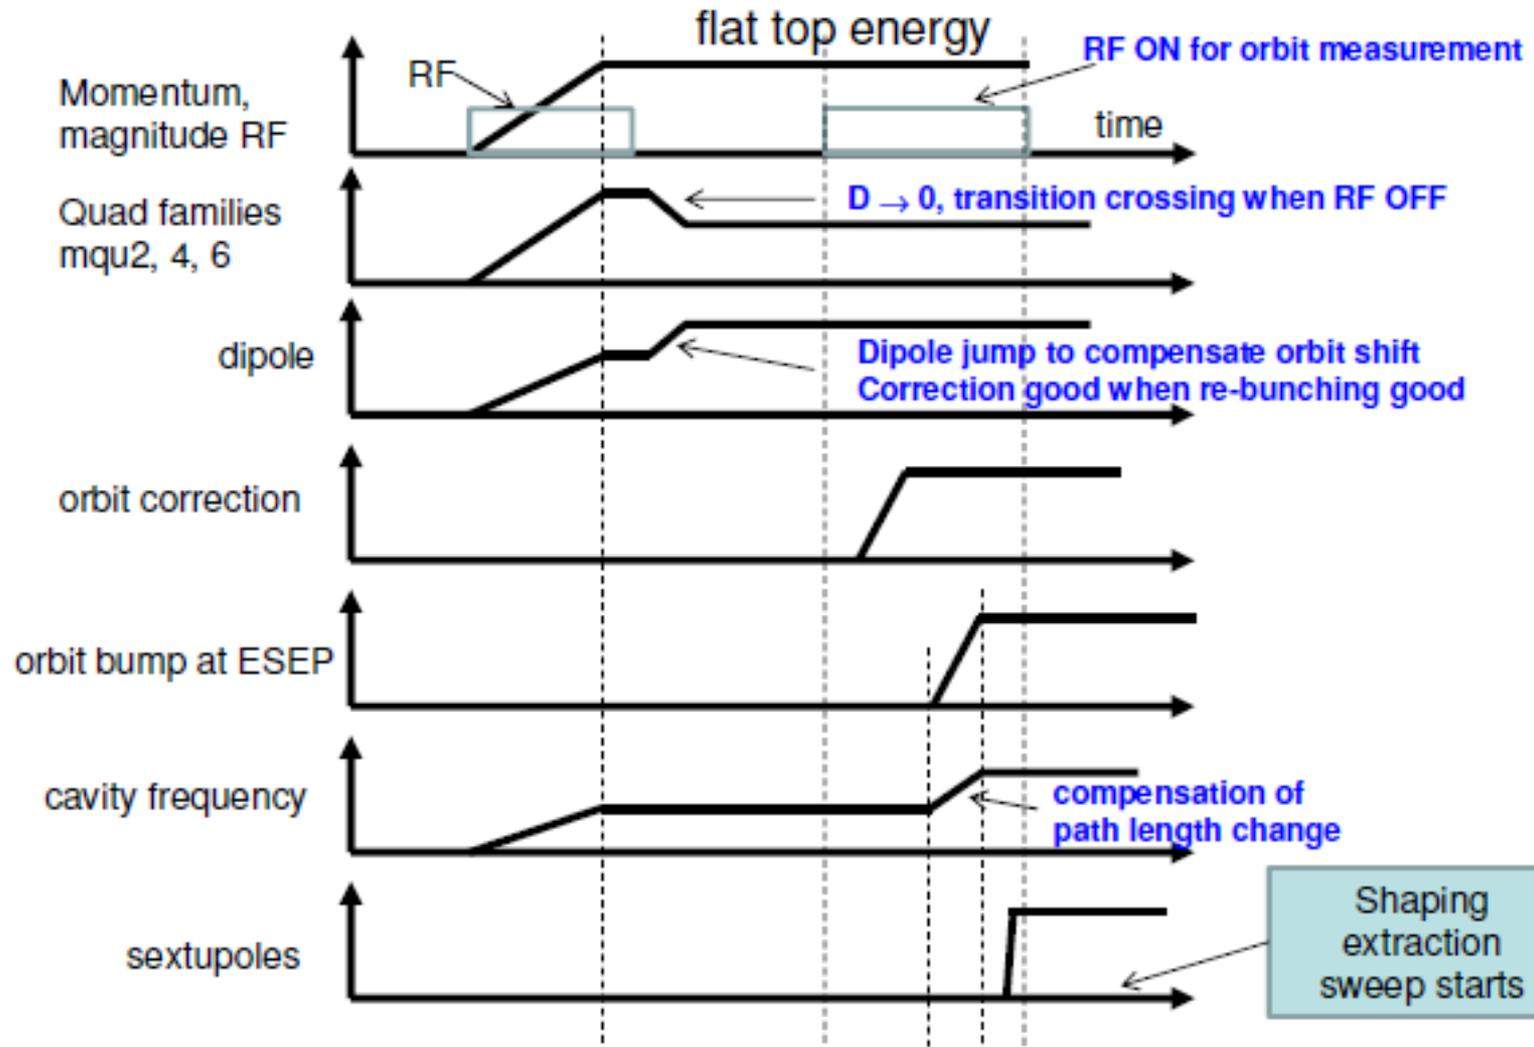 flat top energy
RF ON for orbit measurement
RF
Momentum,
magnitude RF
time
Quad families
mqu2, 4, 6
D → 0, transition crossing when RF OFF
dipole
Dipole jump to compensate orbit shift
Correction good when re-bunching good
orbit correction
orbit bump at ESEP
cavity frequency
compensation of
path length change
sextupoles
Shaping
extraction
sweep starts